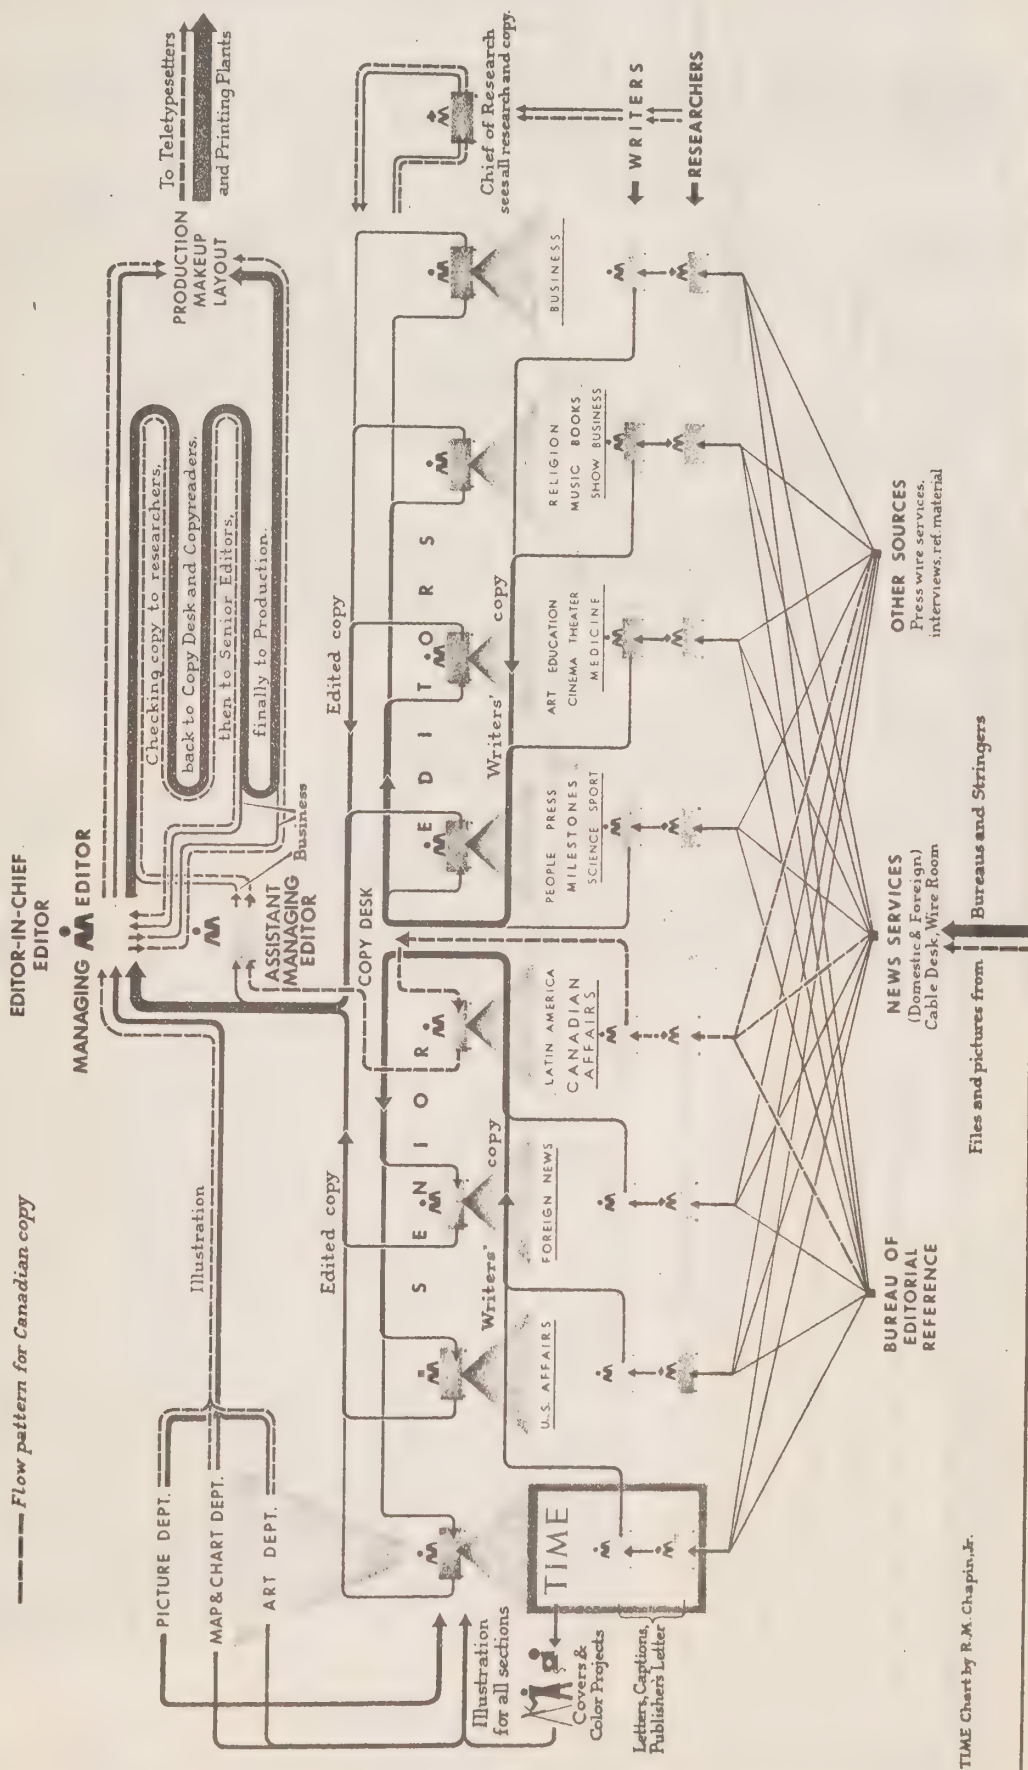 Flow pattern for Canadian copy
EDITOR-IN-CHIEF
EDITOR
MANAGING EDITOR
To Teletypesetters
and Printing Plants
PRODUCTION
MAKEUP
LAYOUT
Checking copy to researchers,
back to Copy Desk and Copyreaders,
then to Senior Editors,
finally to Production.
Business
ASSISTANT
MANAGING
EDITOR
Illustration
PICTURE DEPT.
MAP & CHART DEPT.
ART DEPT.
COPY DESK
Edited copy
Edited copy
SENIOR EDITORS
Chief of Research
sees all research and copy.
Illustration
for all sections
Covers &
Color Projects
Letters, Captions,
Publisher's Letter
TIME
Writers' copy
Writers' copy
U.S. AFFAIRS
FOREIGN NEWS
LATIN AMERICA
CANADIAN
AFFAIRS
PEOPLE PRESS
MILESTONES
SCIENCE SPORT
ART EDUCATION
CINEMA THEATER
MEDICINE
RELIGION
MUSIC BOOKS
SHOW BUSINESS
BUSINESS
WRITERS
RESEARCHERS
BUREAU OF
EDITORIAL
REFERENCE
NEWS SERVICES
(Domestic & Foreign)
Cable Desk, Wire Room
OTHER SOURCES
Press wire services,
interviews, ref. material
Files and pictures from Bureaus and Stringers
TIME Chart by R.M. Chapin, Jr.